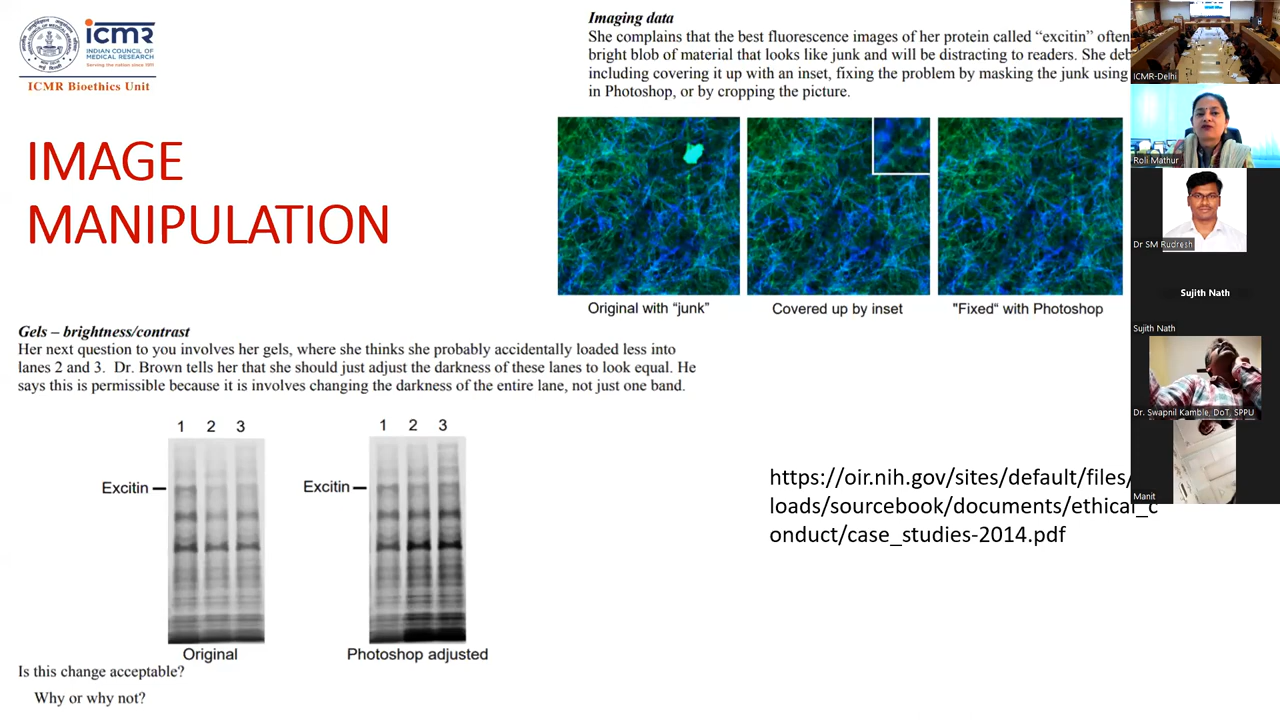 icmr
INDIAN COUNCIL OF
MEDICAL RESEARCH
Serving the nation since 1911
ICMR Bioethics Unit
IMAGE
MANIPULATION
Imaging data
She complains that the best fluorescence images of her protein called “excitin” often
bright blob of material that looks like junk and will be distracting to readers. She deb
including covering it up with an inset, fixing the problem by masking the junk using
in Photoshop, or by cropping the picture.
Original with “junk”
Covered up by inset
"Fixed“ with Photoshop
Gels – brightness/contrast
Her next question to you involves her gels, where she thinks she probably accidentally loaded less into
lanes 2 and 3.  Dr. Brown tells her that she should just adjust the darkness of these lanes to look equal. He
says this is permissible because it is involves changing the darkness of the entire lane, not just one band.
1 2 3
Excitin
Original
1 2 3
Excitin
Photoshop adjusted
Is this change acceptable?
Why or why not?
https://oir.nih.gov/sites/default/files/
loads/sourcebook/documents/ethical_c
onduct/case_studies-2014.pdf
ICMR-Delhi
Roli Mathur
Dr SM Rudresh
Sujith Nath
Sujith Nath
Dr. Swapnil Kamble, DoT, SPPU
Manit